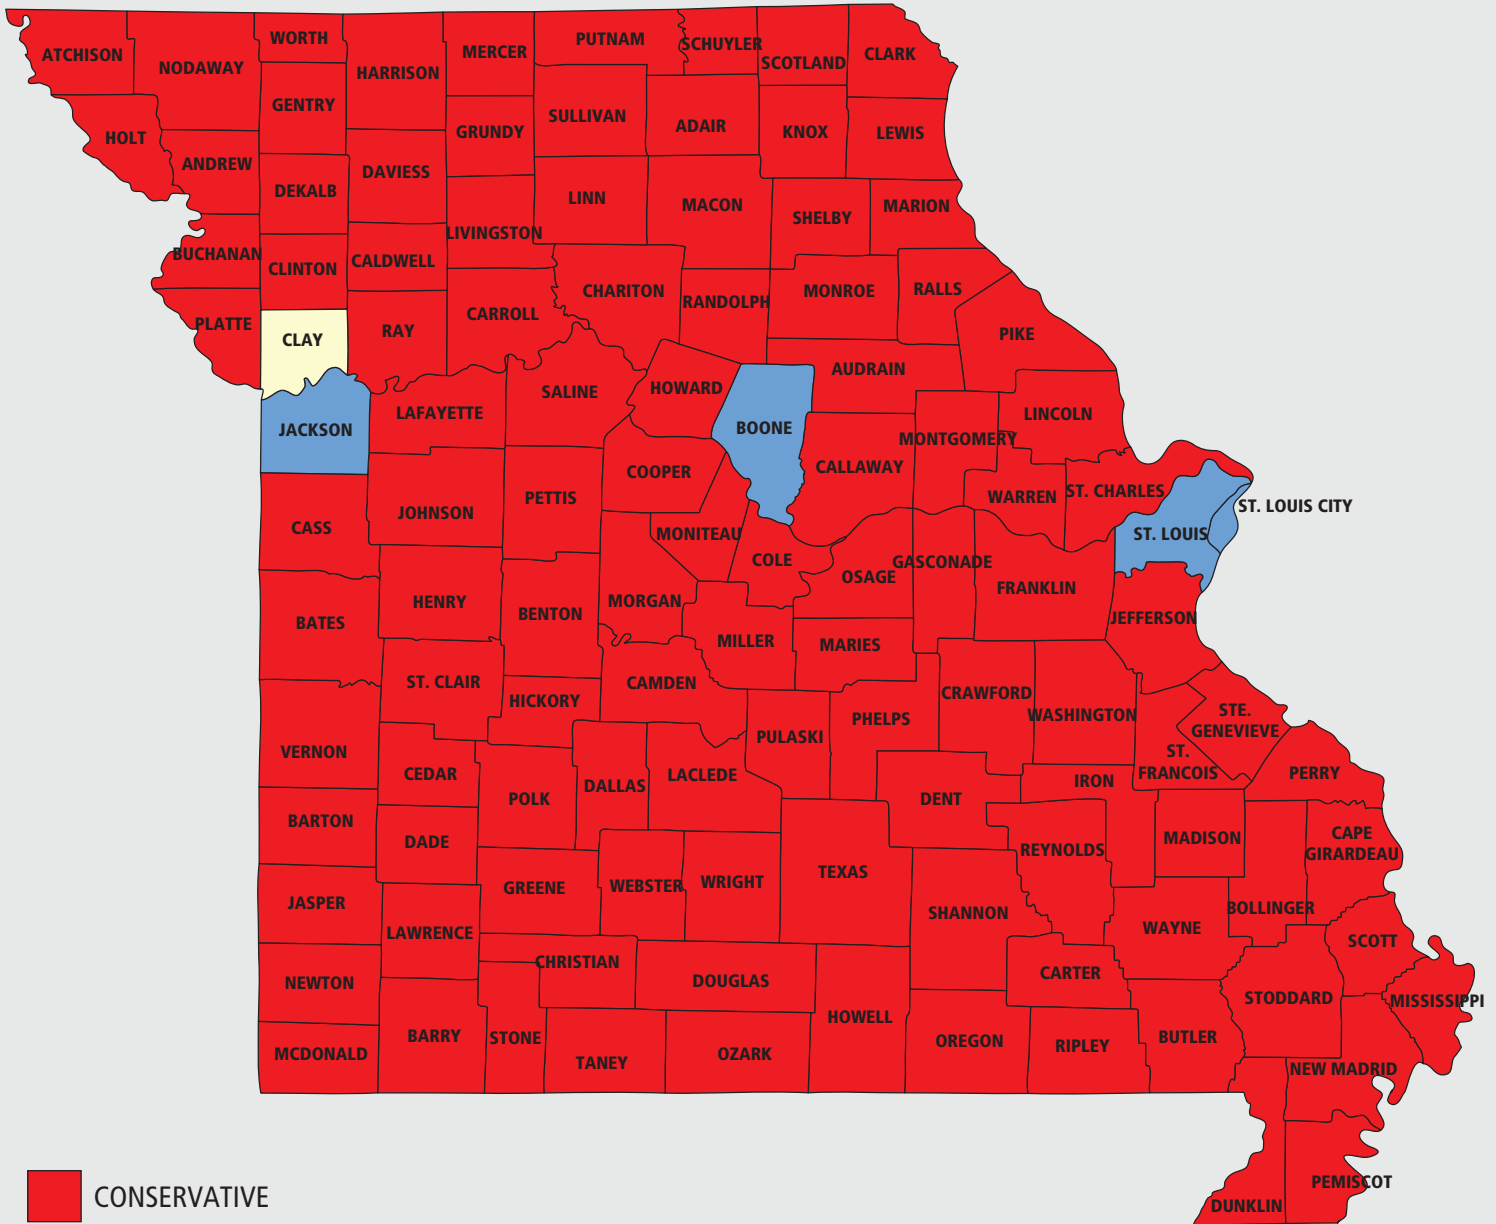 ATCHISON
NODAWAY
WORTH
HARRISON
MERCER
PUTNAM
SCHUYLER
SCOTLAND
CLARK
HOLT
GENTRY
GRUNDY
SULLIVAN
ADAIR
KNOX
LEWIS
ANDREW
DEKALB
DAVIESS
LIVINGSTON
LINN
MACON
SHELBY
MARION
BUCHANAN
CLINTON
CALDWELL
CARROLL
CHARITON
RANDOLPH
MONROE
RALLS
PIKE
PLATTE
CLAY
RAY
SALINE
HOWARD
BOONE
AUDRAIN
LINCOLN
JACKSON
LAFAYETTE
COOPER
CALLAWAY
MONTGOMERY
WARREN
ST. CHARLES
ST. LOUIS
ST. LOUIS CITY
CASS
JOHNSON
PETTIS
MONITEAU
COLE
OSAGE
GASCONADE
FRANKLIN
JEFFERSON
BATES
HENRY
BENTON
MORGAN
MILLER
MARIES
ST. CLAIR
HICKORY
CAMDEN
PULASKI
PHELPS
CRAWFORD
WASHINGTON
STE.
GENEVIEVE
ST.
FRANCOIS
PERRY
VERNON
CEDAR
POLK
DALLAS
LACLEDE
DENT
IRON
BARTON
DADE
GREENE
WEBSTER
WRIGHT
TEXAS
REYNOLDS
MADISON
CAPE
GIRARDEAU
JASPER
LAWRENCE
SHANNON
WAYNE
BOLLINGER
SCOTT
NEWTON
CHRISTIAN
DOUGLAS
CARTER
STODDARD
MISSISSIPPI
MCDONALD
BARRY
STONE
TANEY
OZARK
HOWELL
OREGON
RIPLEY
BUTLER
NEW MADRID
DUNKLIN
PEMISCOT
CONSERVATIVE